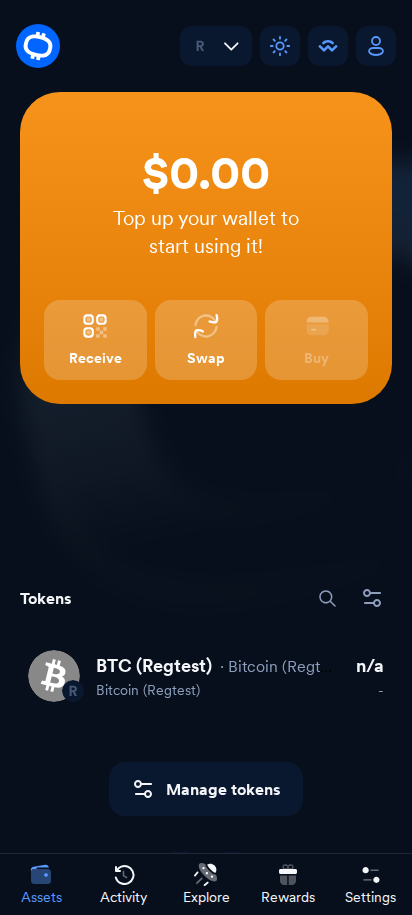 R
$0.00
Top up your wallet to
start using it!
Receive
Swap
Buy
Tokens
BTC (Regtest) · Bitcoin (Regt...
n/a
Bitcoin (Regtest)
-
R
Manage tokens
Assets
Activity
Explore
Rewards
Settings